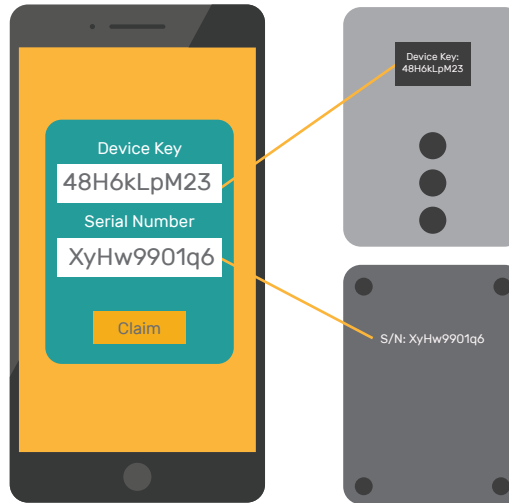 Device Key
48H6kLpM23
Serial Number
XyHw9901q6
Claim
Device Key:
48H6kLpM23
S/N: XyHw9901q6